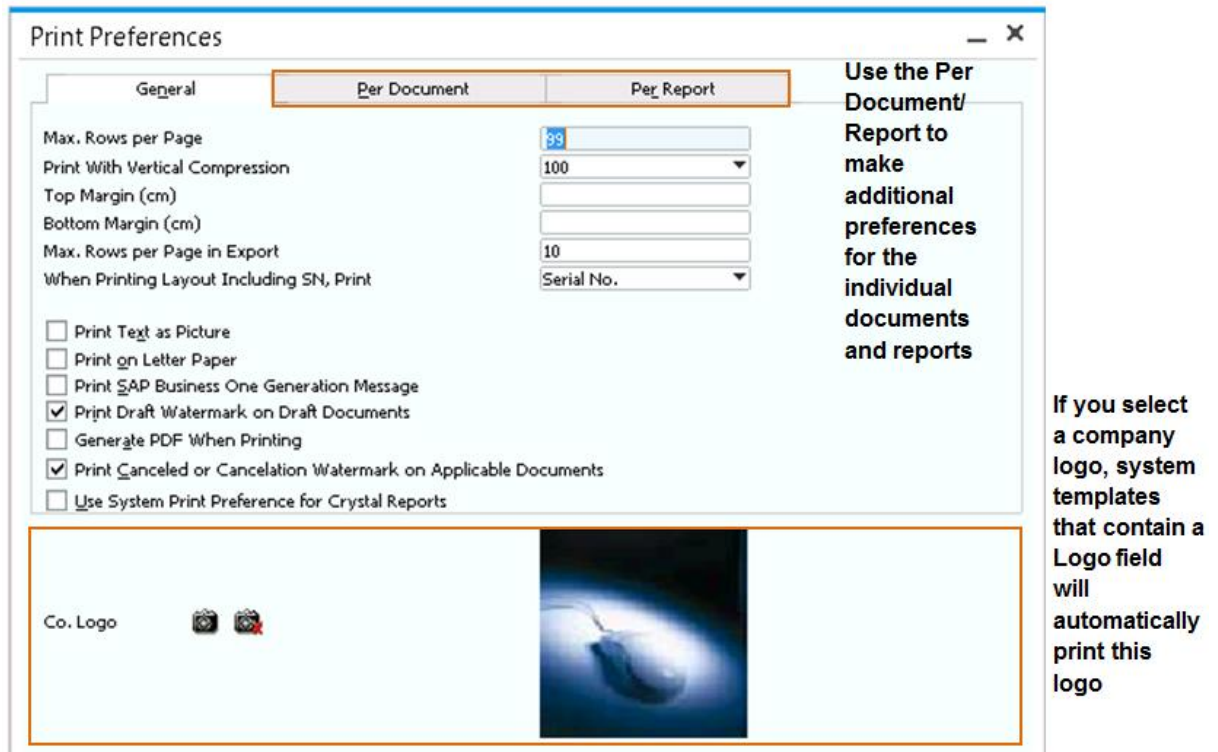 Print Preferences
General
Per Document
Per Report
Max. Rows per Page
99
Print With Vertical Compression
100
Top Margin (cm)
Bottom Margin (cm)
Max. Rows per Page in Export
10
When Printing Layout Including SN, Print
Serial No.
Print Text as Picture
Print on Letter Paper
Print SAP Business One Generation Message
Print Draft Watermark on Draft Documents
Generate PDF When Printing
Print Canceled or Cancelation Watermark on Applicable Documents
Use System Print Preference for Crystal Reports
Co. Logo
Use the Per
Document/
Report to
make
additional
preferences
for the
individual
documents
and reports
If you select
a company
logo, system
templates
that contain a
Logo field
will
automatically
print this
logo